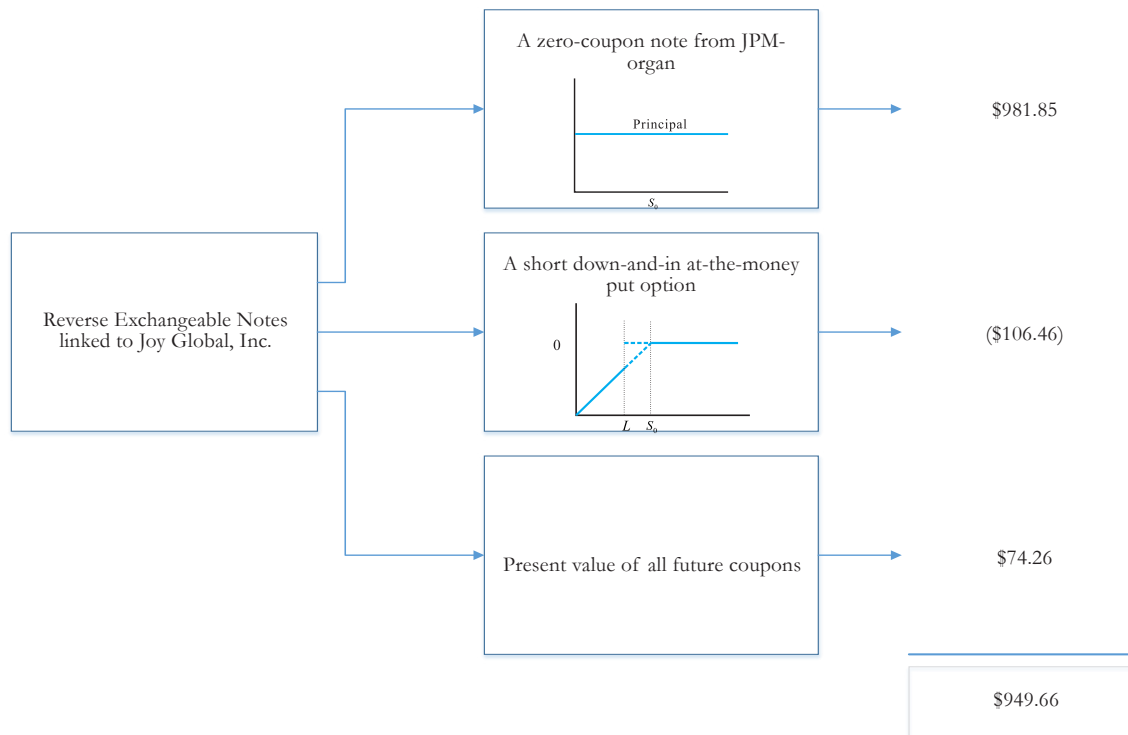 A zero-coupon note from JPM-
organ
Principal
S₀
$981.85
Reverse Exchangeable Notes
linked to Joy Global, Inc.
A short down-and-in at-the-money
put option
0
L S₀
($106.46)
Present value of all future coupons
$74.26
$949.66